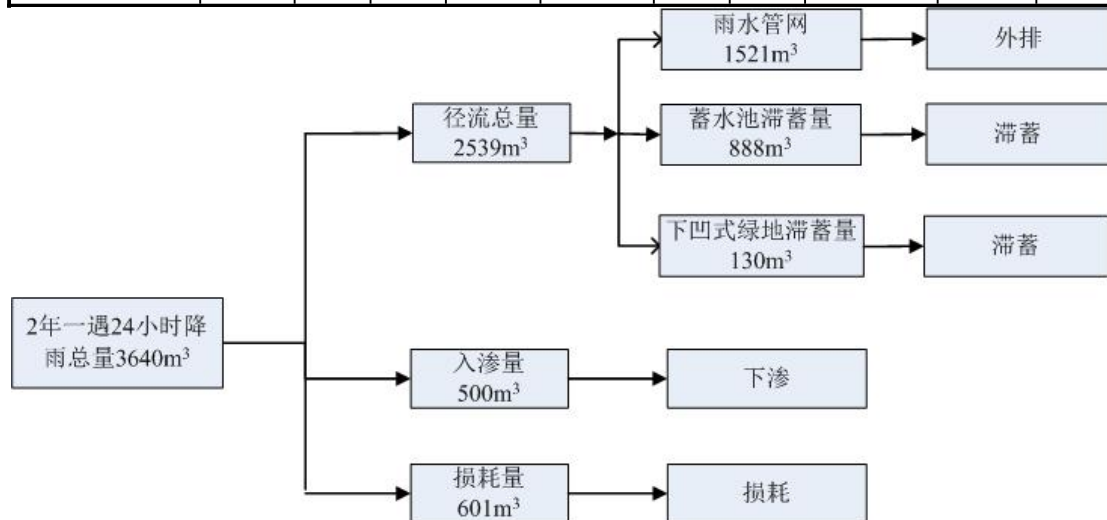 雨水管网
1521m³
外排
径流总量
2539m³
蓄水池滞蓄量
888m³
滞蓄
下凹式绿地滞蓄量
130m³
滞蓄
2年一遇24小时降
雨总量3640m³
入渗量
500m³
下渗
损耗量
601m³
损耗